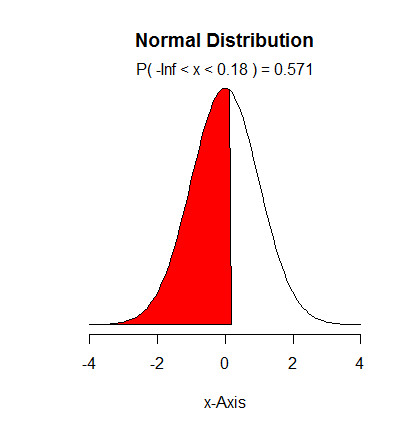 Normal Distribution
P( -Inf < x < 0.18 ) = 0.571
-4 -2 0 2 4
x-Axis